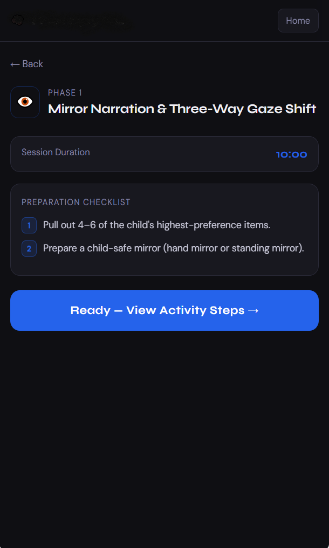 Home
← Back
PHASE 1
Mirror Narration & Three-Way Gaze Shift
Session Duration
10:00
PREPARATION CHECKLIST
1 Pull out 4–6 of the child's highest-preference items.
2 Prepare a child-safe mirror (hand mirror or standing mirror).
Ready — View Activity Steps →